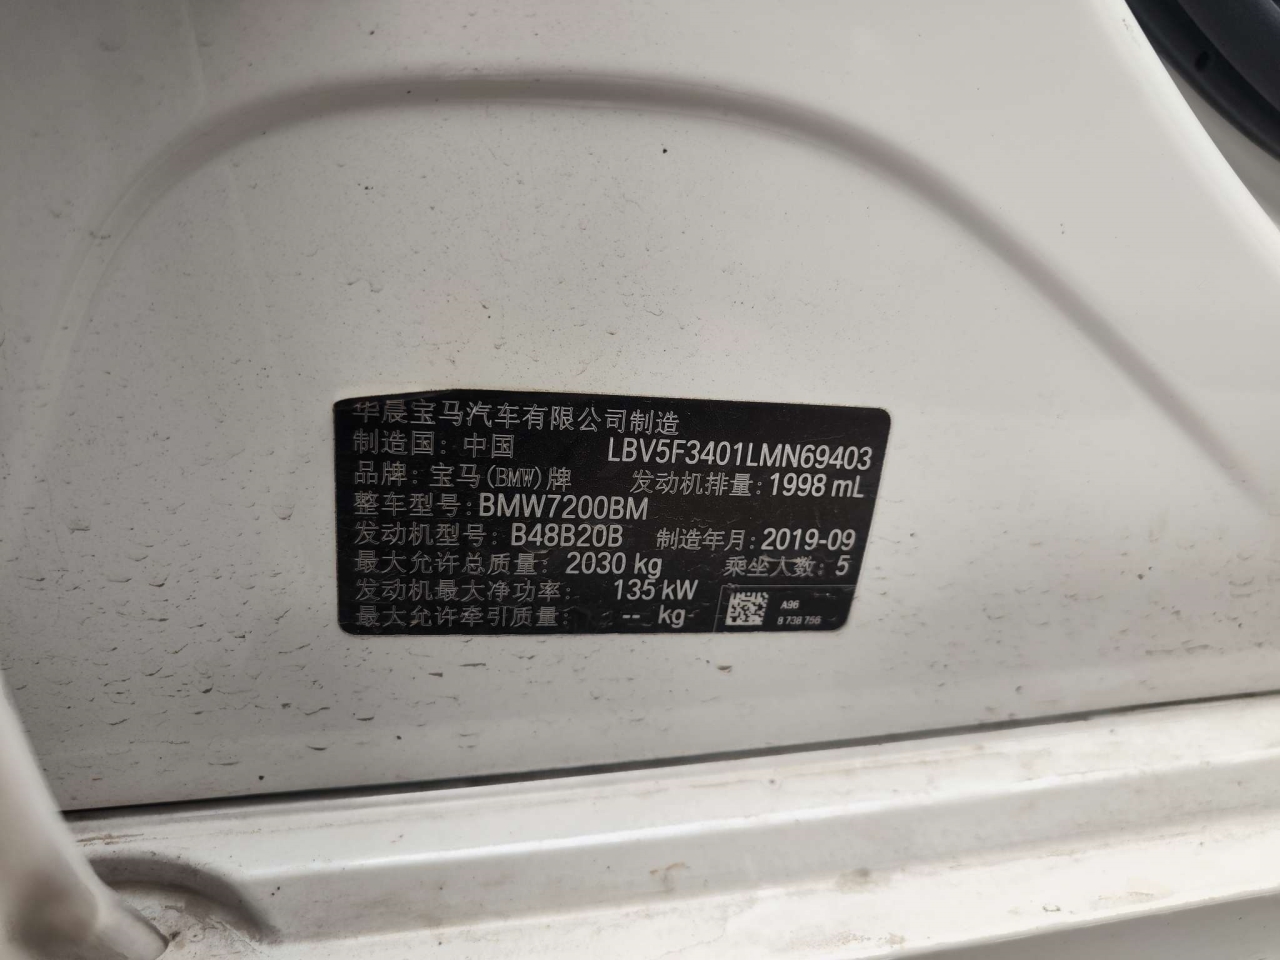 华晨宝马汽车有限公司制造
制造国：中国 LBV5F3401LMN69403
品牌：宝马(BMW)牌 发动机排量：1998 mL
整车型号：BMW7200BM
发动机型号：B48B20B 制造年月：2019-09
最大允许总质量：2030 kg 乘坐人数：5
发动机最大净功率：135 kW
最大允许牵引质量：-- kg
A96
8 738 756